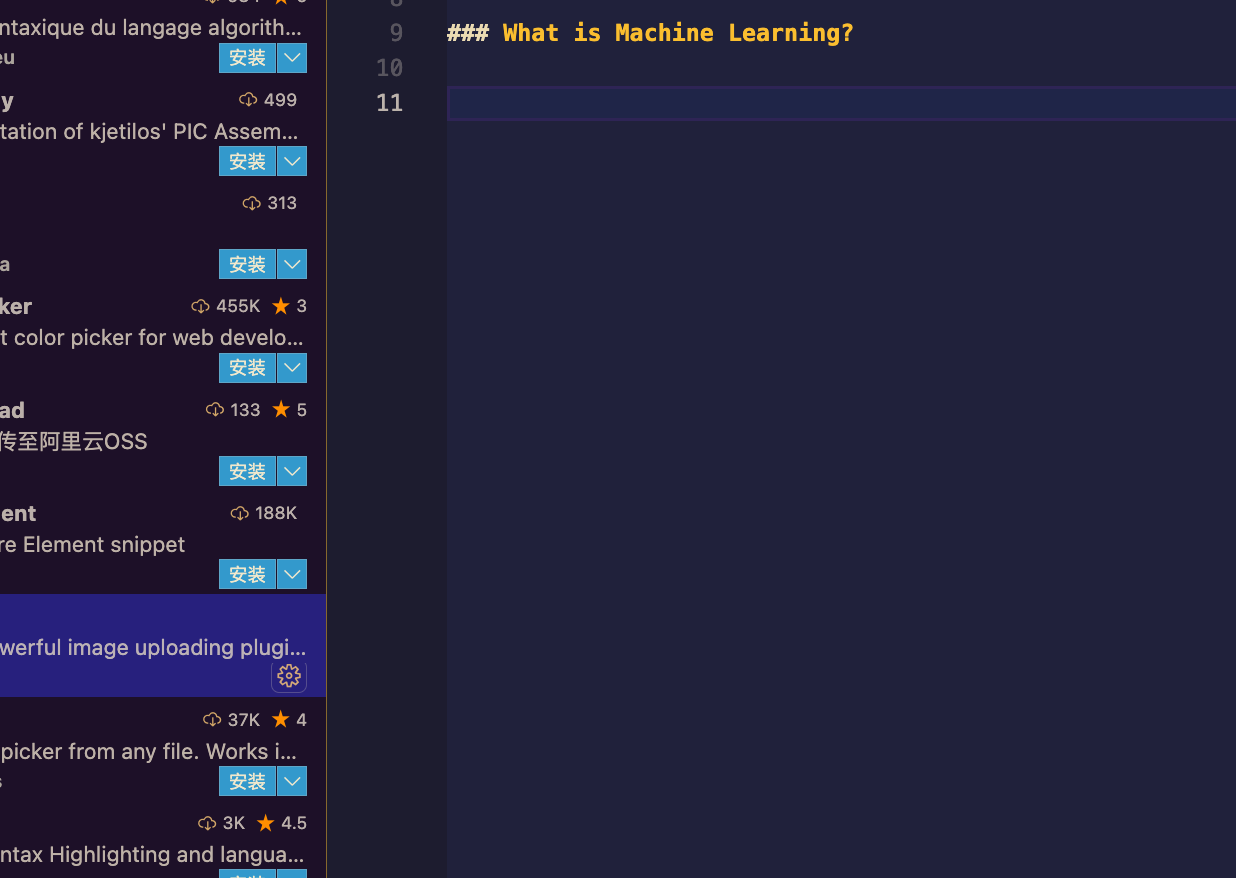 ntaxique du langage algorith...
eu
安装
y
499
tation of kjetilos' PIC Assem...
安装
313
a
安装
ker
455K ★ 3
t color picker for web develo...
安装
ad
133 ★ 5
传至阿里云OSS
安装
ent
188K
re Element snippet
安装
werful image uploading plugi...
37K ★ 4
picker from any file. Works i...
s
安装
3K ★ 4.5
ntax Highlighting and langua...
9 ### What is Machine Learning?
10
11